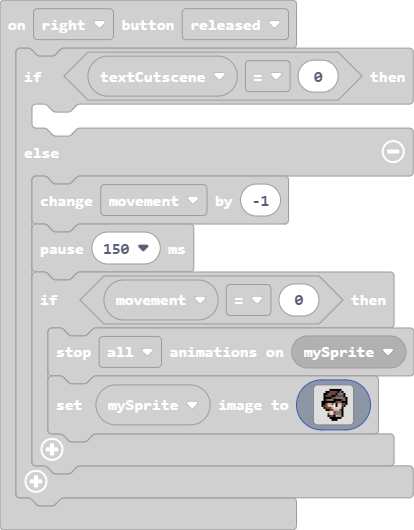 on right button released
if textCutscene = 0 then
else
change movement by -1
pause 150 ms
if movement = 0 then
stop all animations on mySprite
set mySprite image to